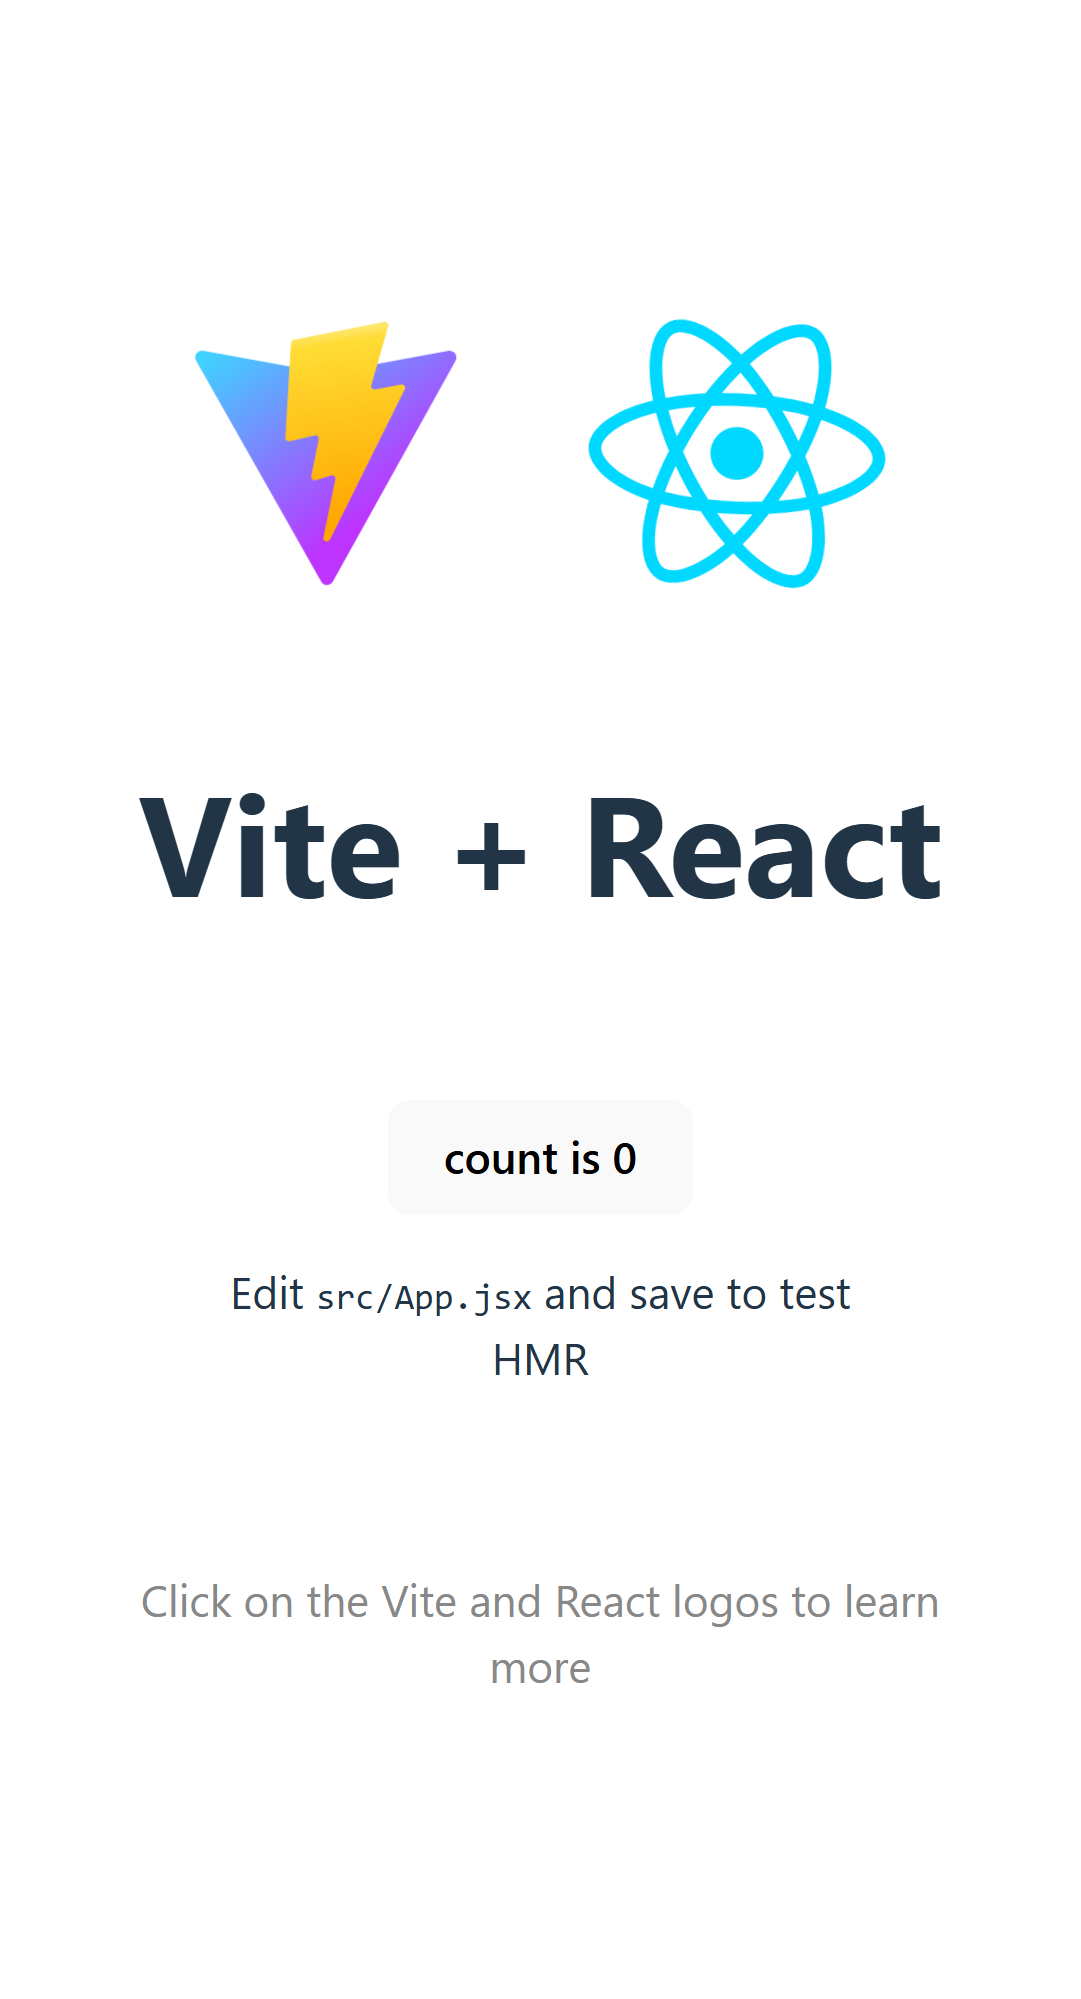 Vite + React
count is 0
Edit src/App.jsx and save to test
HMR
Click on the Vite and React logos to learn
more